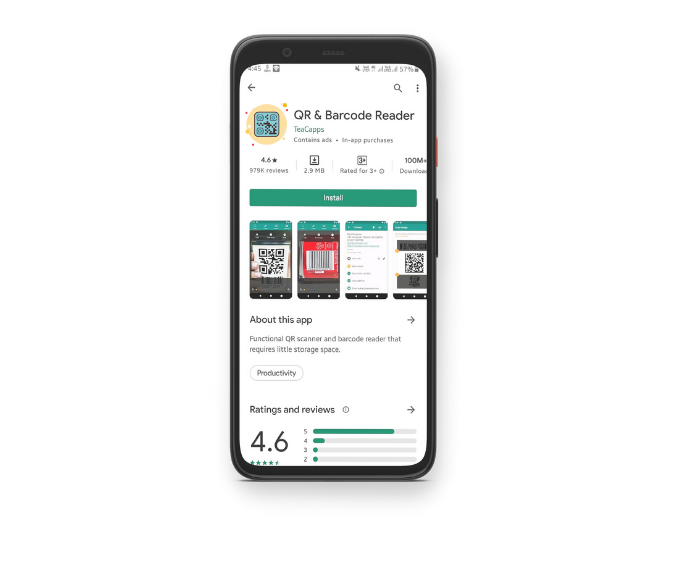 4:45
57%
QR & Barcode Reader
TeaCapps
Contains ads • In-app purchases
4.6★
3+
100M+
979K reviews
2.9 MB
Rated for 3+
Downloa
Install
About this app
Functional QR scanner and barcode reader that
requires little storage space.
Productivity
Ratings and reviews
4.6
5
4
3
2